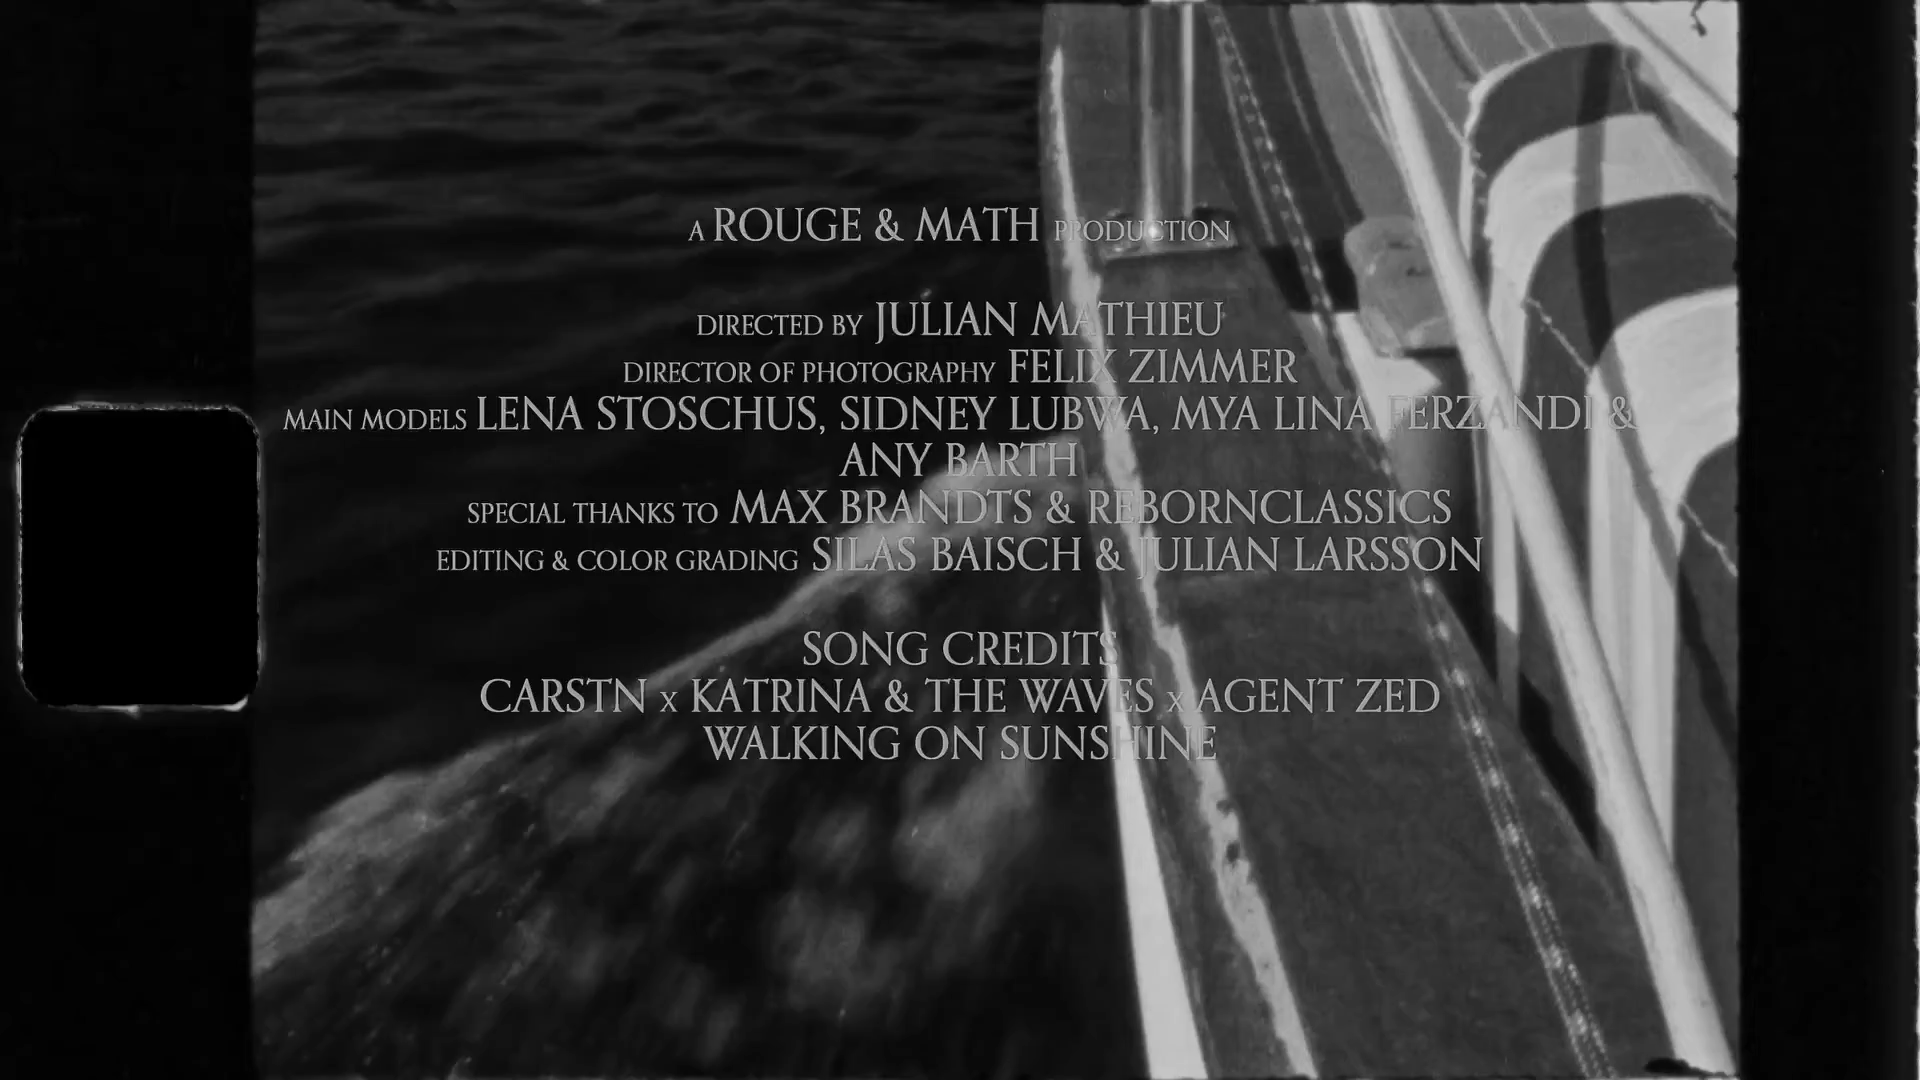 A ROUGE & MATH PRODUCTION
DIRECTED BY JULIAN MATHIEU
DIRECTOR OF PHOTOGRAPHY FELIX ZIMMER
MAIN MODELS LENA STOSCHUS, SIDNEY LUBWA, MYA LINA FERZANDI &
ANY BARTH
SPECIAL THANKS TO MAX BRANDTS & REBORNCLASSICS
EDITING & COLOR GRADING SILAS BAISCH & JULIAN LARSSON
SONG CREDITS
CARSTN x KATRINA & THE WAVES x AGENT ZED
WALKING ON SUNSHINE